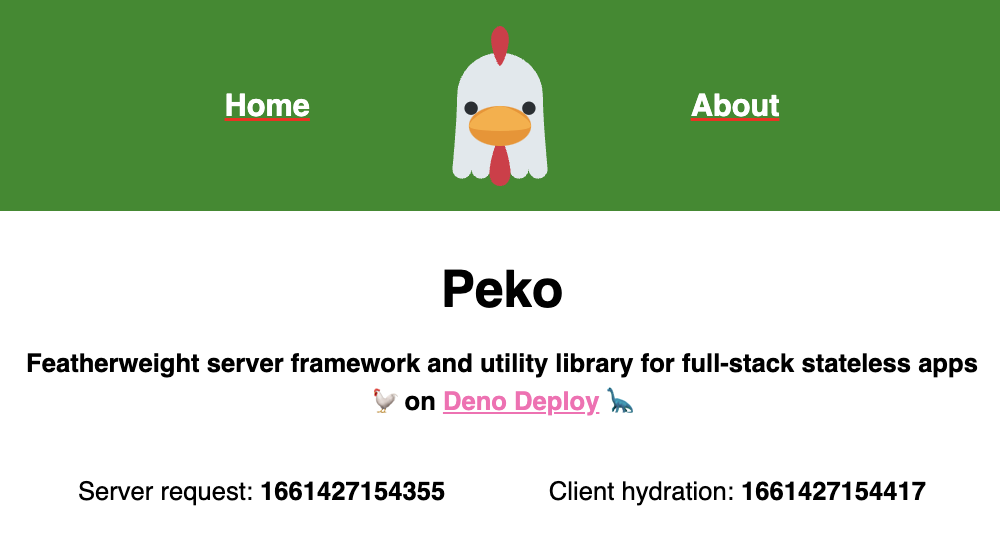 Home
About
Peko
Featherweight server framework and utility library for full-stack stateless apps
🐓 on Deno Deploy 🦕
Server request: 1661427154355
Client hydration: 1661427154417